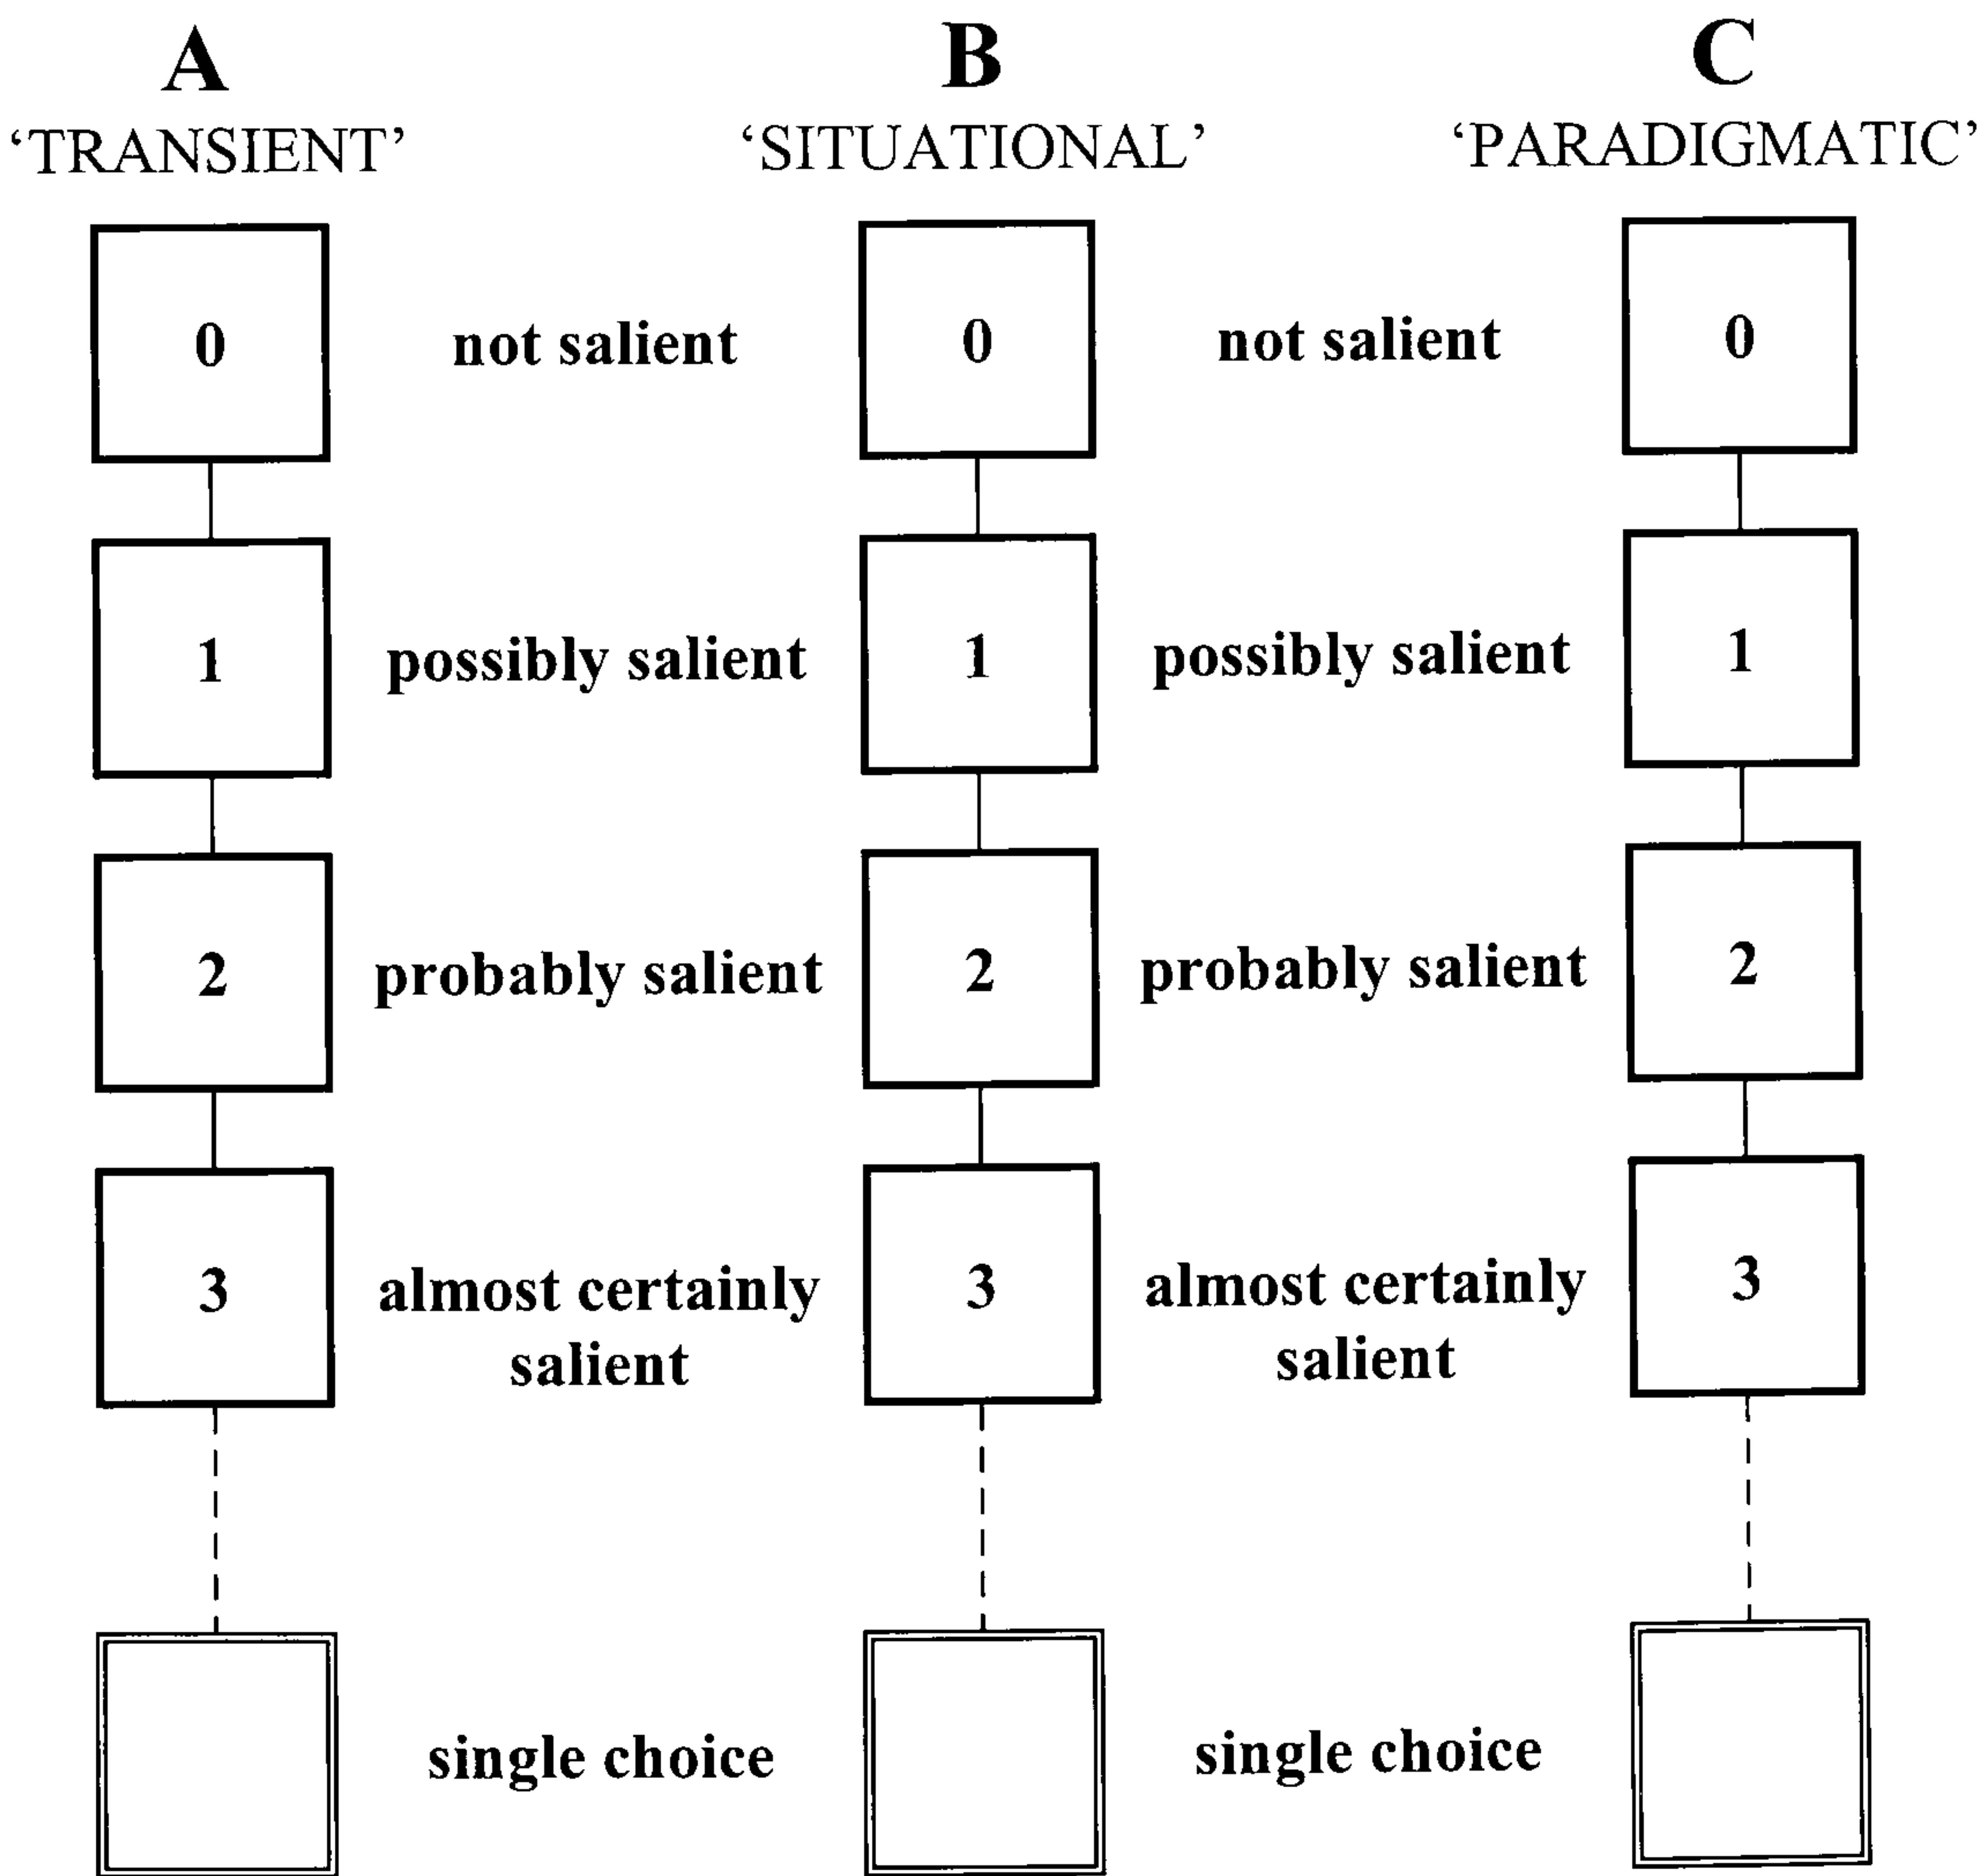 A B C
‘TRANSIENT’ ‘SITUATIONAL’ ‘PARADIGMATIC’
0 not salient 0 not salient 0
1 possibly salient 1 possibly salient 1
2 probably salient 2 probably salient 2
3 almost certainly 3 almost certainly 3
salient salient
single choice single choice